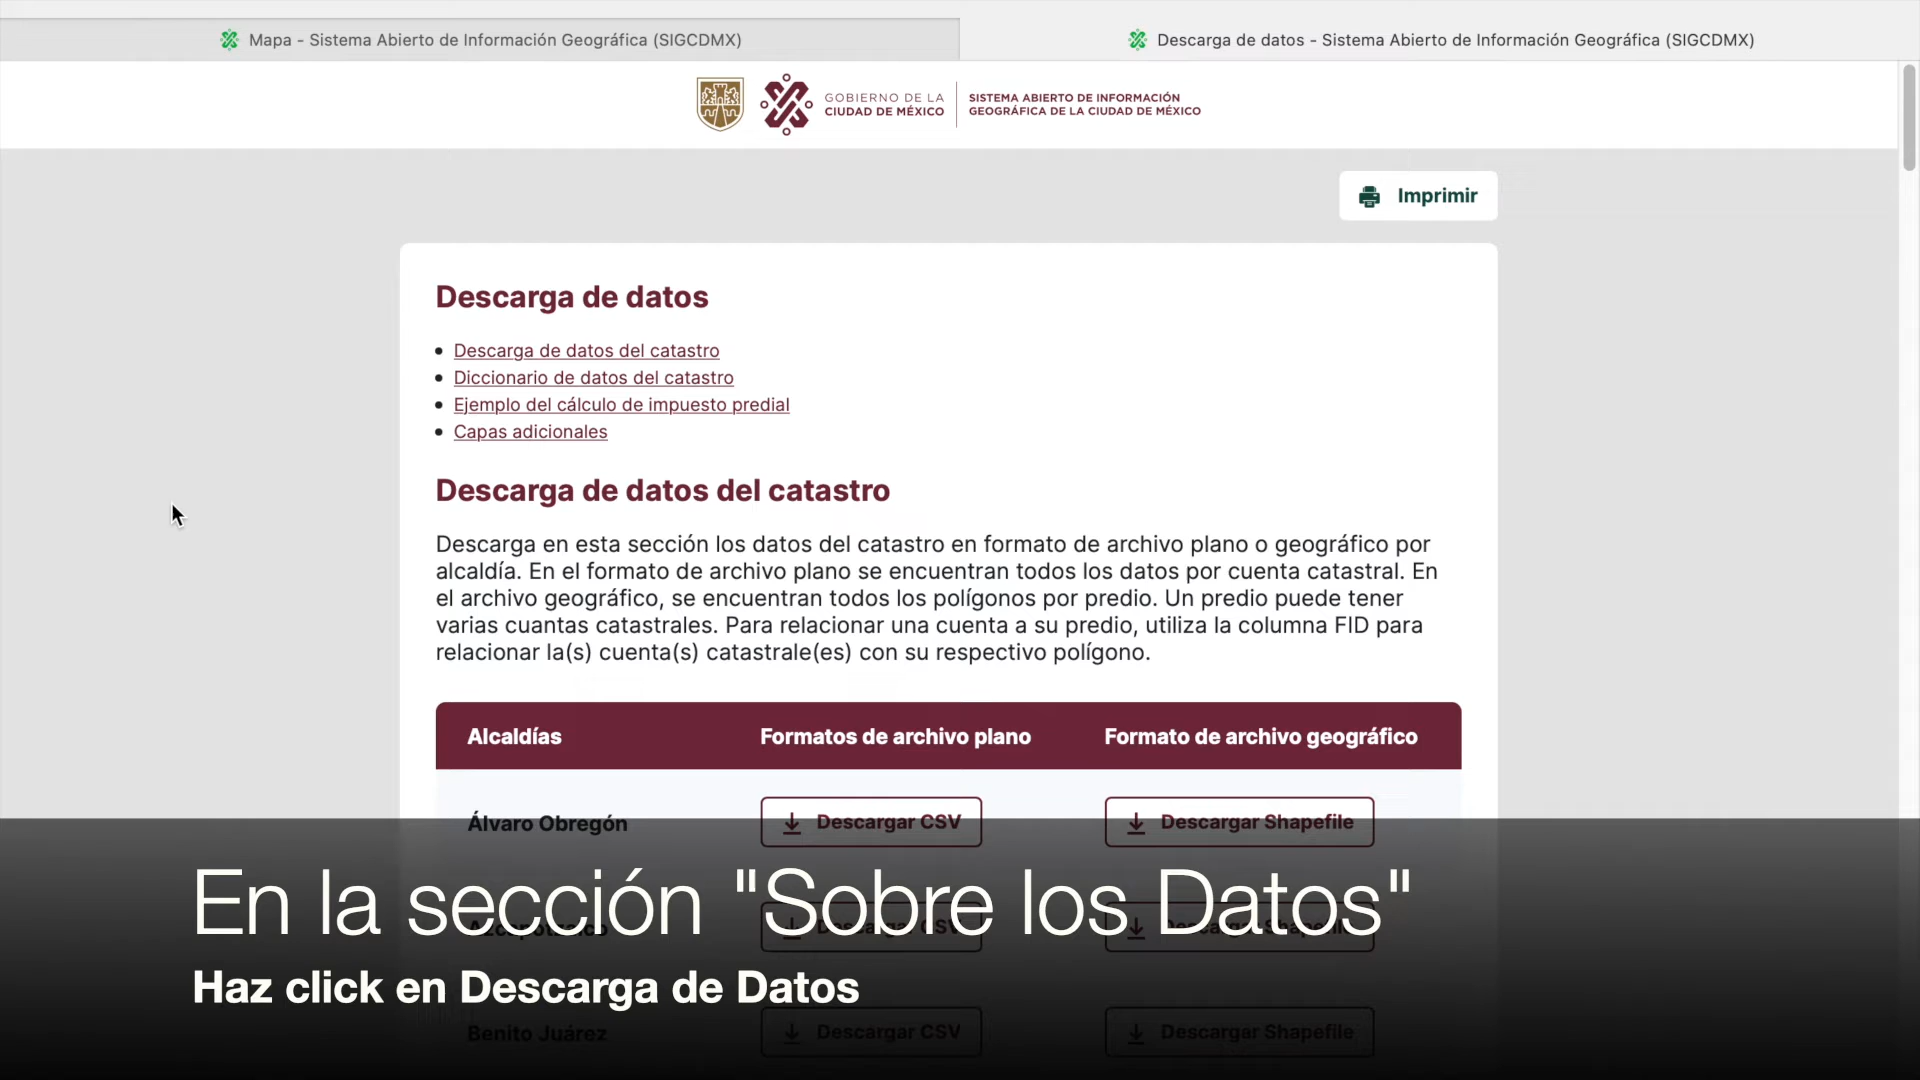 Mapa - Sistema Abierto de Información Geográfica (SIGCDMX)
Descarga de datos - Sistema Abierto de Información Geográfica (SIGCDMX)
GOBIERNO DE LA
CIUDAD DE MÉXICO
SISTEMA ABIERTO DE INFORMACIÓN
GEOGRÁFICA DE LA CIUDAD DE MÉXICO
Imprimir
Descarga de datos
Descarga de datos del catastro
Diccionario de datos del catastro
Ejemplo del cálculo de impuesto predial
Capas adicionales
Descarga de datos del catastro
Descarga en esta sección los datos del catastro en formato de archivo plano o geográfico por
alcaldía. En el formato de archivo plano se encuentran todos los datos por cuenta catastral. En
el archivo geográfico, se encuentran todos los polígonos por predio. Un predio puede tener
varias cuantas catastrales. Para relacionar una cuenta a su predio, utiliza la columna FID para
relacionar la(s) cuenta(s) catastrale(es) con su respectivo polígono.
Alcaldías Formatos de archivo plano Formato de archivo geográfico
Álvaro Obregón Descargar CSV Descargar Shapefile
En la sección "Sobre los Datos"
Azcapotzalco Descargar CSV Descargar Shapefile
Haz click en Descarga de Datos
Benito Juárez Descargar CSV Descargar Shapefile